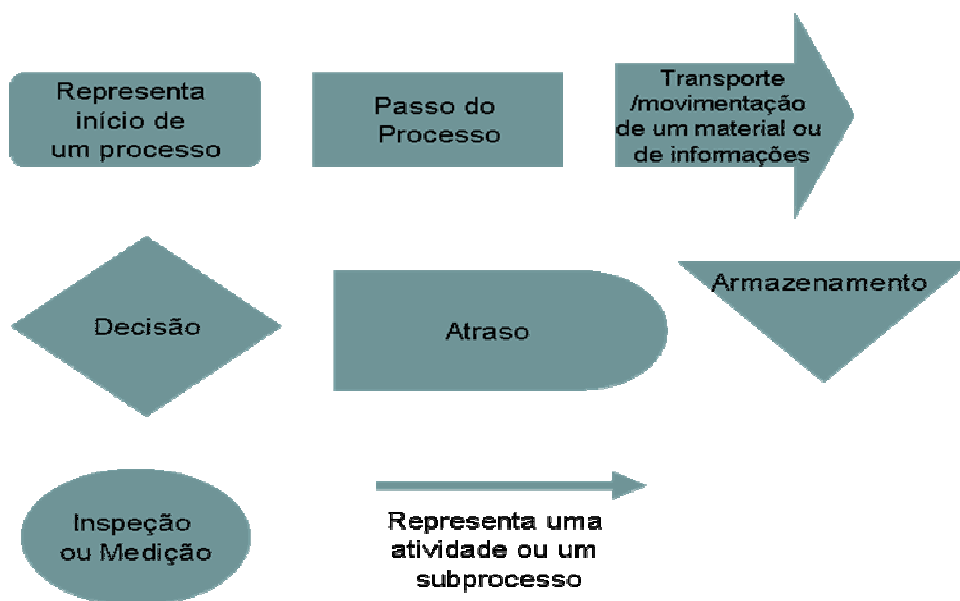 Representa
início de
um processo
Passo do
Processo
Transporte
/movimentação
de um material ou
de informações
Decisão
Atraso
Armazenamento
Inspeção
ou Medição
Representa uma
atividade ou um
subprocesso